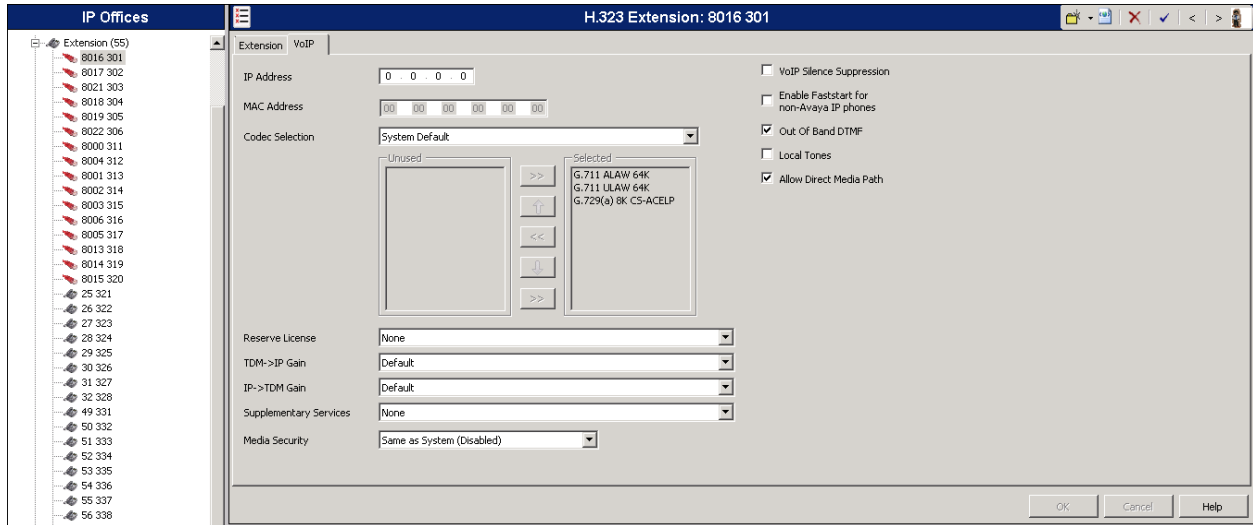 IP Offices
Extension (55)
8016 301
8017 302
8021 303
8018 304
8019 305
8022 306
8000 311
8004 312
8001 313
8002 314
8003 315
8006 316
8005 317
8013 318
8014 319
8015 320
25 321
26 322
27 323
28 324
29 325
30 326
31 327
32 328
49 331
50 332
51 333
52 334
53 335
54 336
55 337
56 338
H.323 Extension: 8016 301
Extension VoIP
IP Address 0 . 0 . 0 . 0
MAC Address 00 00 00 00 00 00
Codec Selection System Default
Unused
>>
<<
>>
Selected
G.711 ALAW 64K
G.711 ULAW 64K
G.729(a) 8K CS-ACELP
Reserve License None
TDM->IP Gain Default
IP->TDM Gain Default
Supplementary Services None
Media Security Same as System (Disabled)
VoIP Silence Suppression
Enable Faststart for
non-Avaya IP phones
Out Of Band DTMF
Local Tones
Allow Direct Media Path
OK Cancel Help